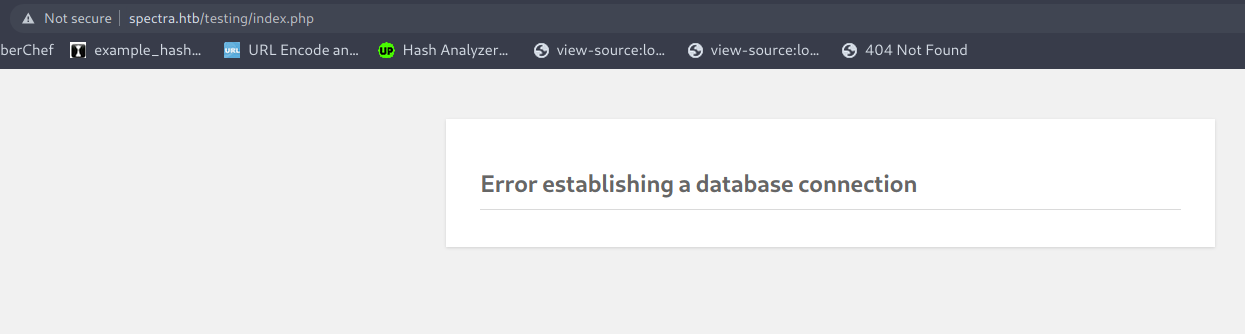 Not secure | spectra.htb/testing/index.php
berChef example_hash... URL Encode an... Hash Analyzer... view-source:lo... view-source:lo... 404 Not Found
Error establishing a database connection